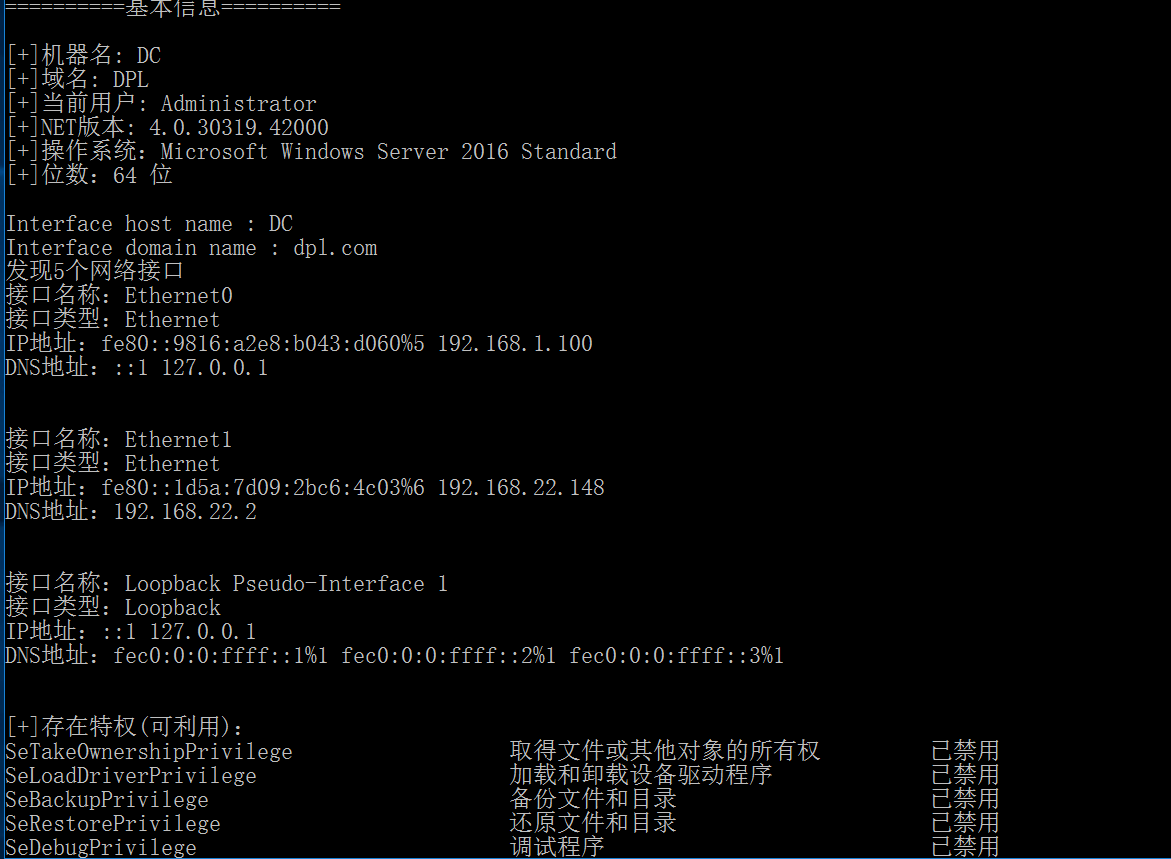 ==========基本信息==========
[+]机器名: DC
[+]域名: DPL
[+]当前用户: Administrator
[+]NET版本: 4.0.30319.42000
[+]操作系统: Microsoft Windows Server 2016 Standard
[+]位数: 64 位
Interface host name : DC
Interface domain name : dpl.com
发现5个网络接口
接口名称: Ethernet0
接口类型: Ethernet
IP地址: fe80::9816:a2e8:b043:d060%5 192.168.1.100
DNS地址: ::1 127.0.0.1
接口名称: Ethernet1
接口类型: Ethernet
IP地址: fe80::1d5a:7d09:2bc6:4c03%6 192.168.22.148
DNS地址: 192.168.22.2
接口名称: Loopback Pseudo-Interface 1
接口类型: Loopback
IP地址: ::1 127.0.0.1
DNS地址: fec0:0:0:ffff::1%1 fec0:0:0:ffff::2%1 fec0:0:0:ffff::3%1
[+]存在特权(可利用):
SeTakeOwnershipPrivilege 取得文件或其他对象的所有权 已禁用
SeLoadDriverPrivilege 加载和卸载设备驱动程序 已禁用
SeBackupPrivilege 备份文件和目录 已禁用
SeRestorePrivilege 还原文件和目录 已禁用
SeDebugPrivilege 调试程序 已禁用